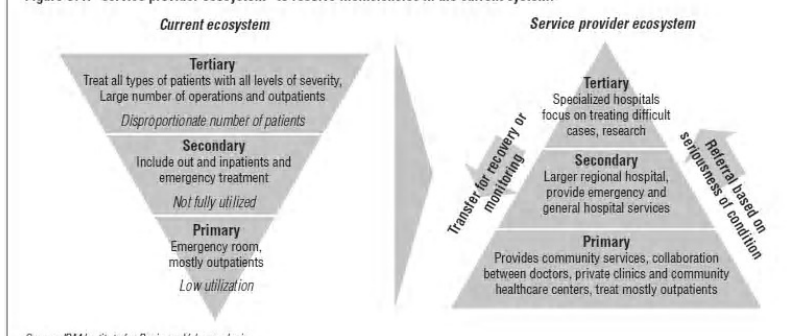 Current ecosystem
Tertiary
Treat all types of patients with all levels of severity,
Large number of operations and outpatients
Disproportionate number of patients
Secondary
Include out and inpatients and
emergency treatment
Not fully utilized
Primary
Emergency room,
mostly outpatients
Low utilization
Service provider ecosystem
Tertiary
Specialized hospitals
focus on treating difficult
cases, research
Secondary
Larger regional hospital,
provide emergency and
general hospital services
Primary
Provides community services, collaboration
between doctors, private clinics and community
healthcare centers, treat mostly outpatients
Transfer for recovery or
monitoring
Referral based on
seriousness of condition